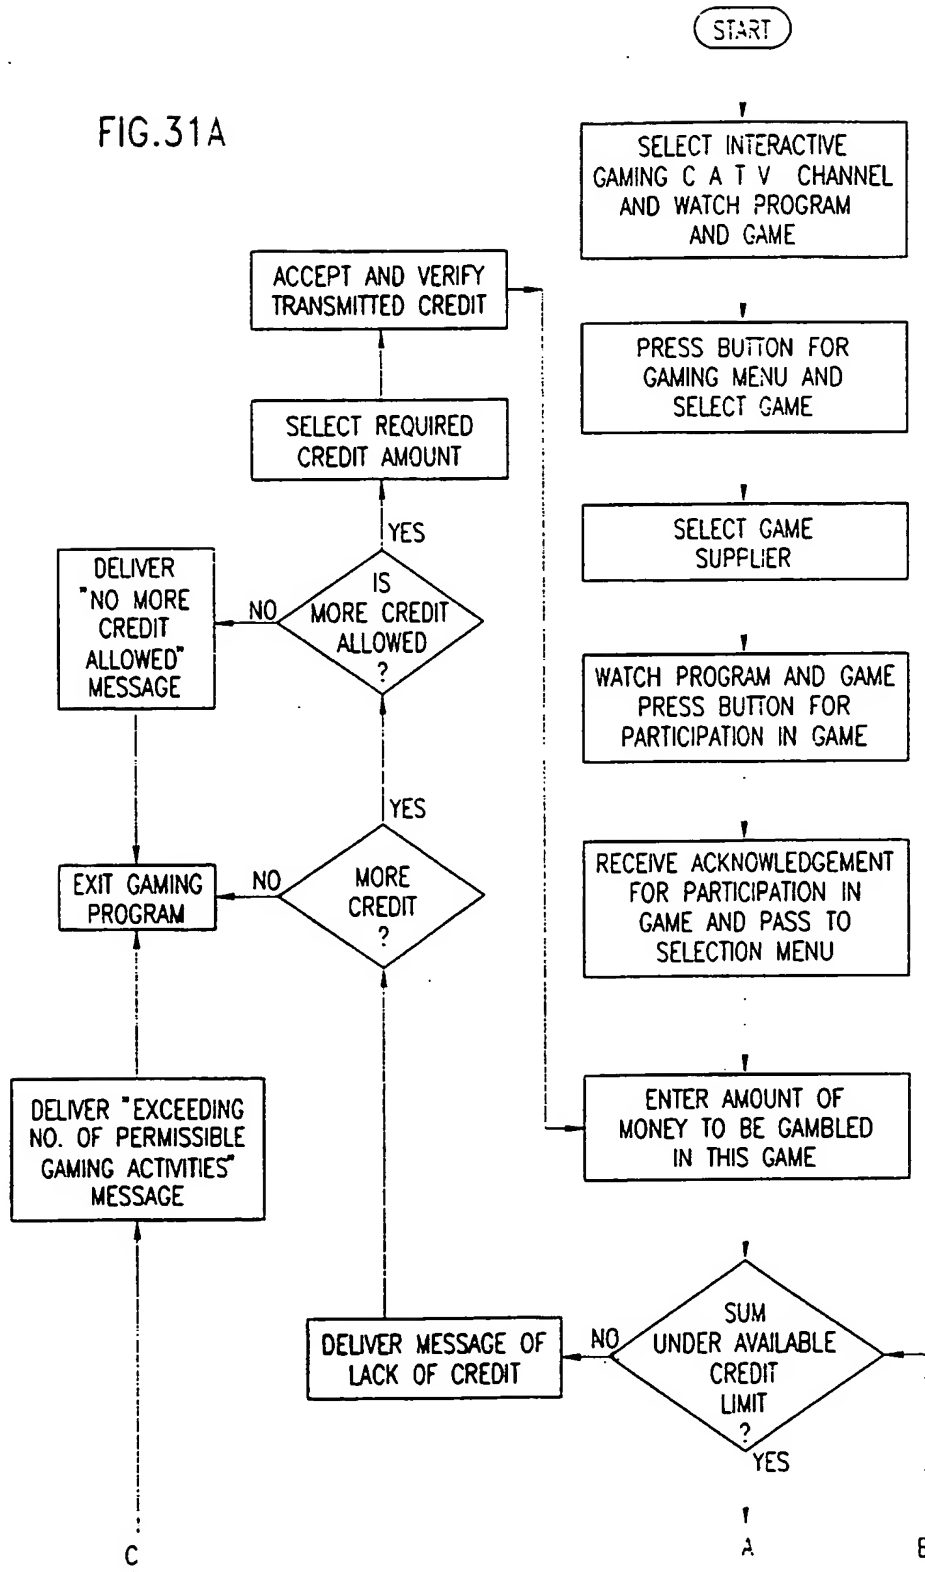 START
FIG.31A
SELECT INTERACTIVE
GAMING C A T V CHANNEL
AND WATCH PROGRAM
AND GAME
ACCEPT AND VERIFY
TRANSMITTED CREDIT
PRESS BUTTON FOR
GAMING MENU AND
SELECT GAME
SELECT REQUIRED
CREDIT AMOUNT
YES
SELECT GAME
SUPPLIER
DELIVER
"NO MORE
CREDIT
ALLOWED"
MESSAGE
NO
IS
MORE CREDIT
ALLOWED
?
WATCH PROGRAM AND GAME
PRESS BUTTON FOR
PARTICIPATION IN GAME
YES
EXIT GAMING
PROGRAM
NO
MORE
CREDIT
?
RECEIVE ACKNOWLEDGEMENT
FOR PARTICIPATION IN
GAME AND PASS TO
SELECTION MENU
DELIVER "EXCEEDING
NO. OF PERMISSIBLE
GAMING ACTIVITIES"
MESSAGE
ENTER AMOUNT OF
MONEY TO BE GAMBLED
IN THIS GAME
DELIVER MESSAGE OF
LACK OF CREDIT
NO
SUM
UNDER AVAILABLE
CREDIT
LIMIT
?
YES
C
A
B